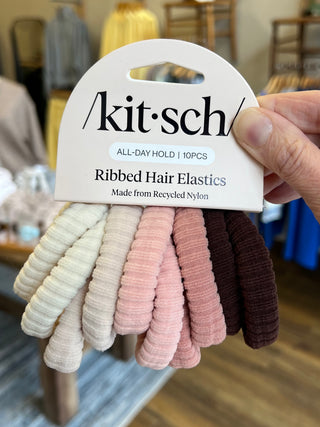 /kit·sch/
ALL-DAY HOLD | 10PCS
Ribbed Hair Elastics
Made from Recycled Nylon